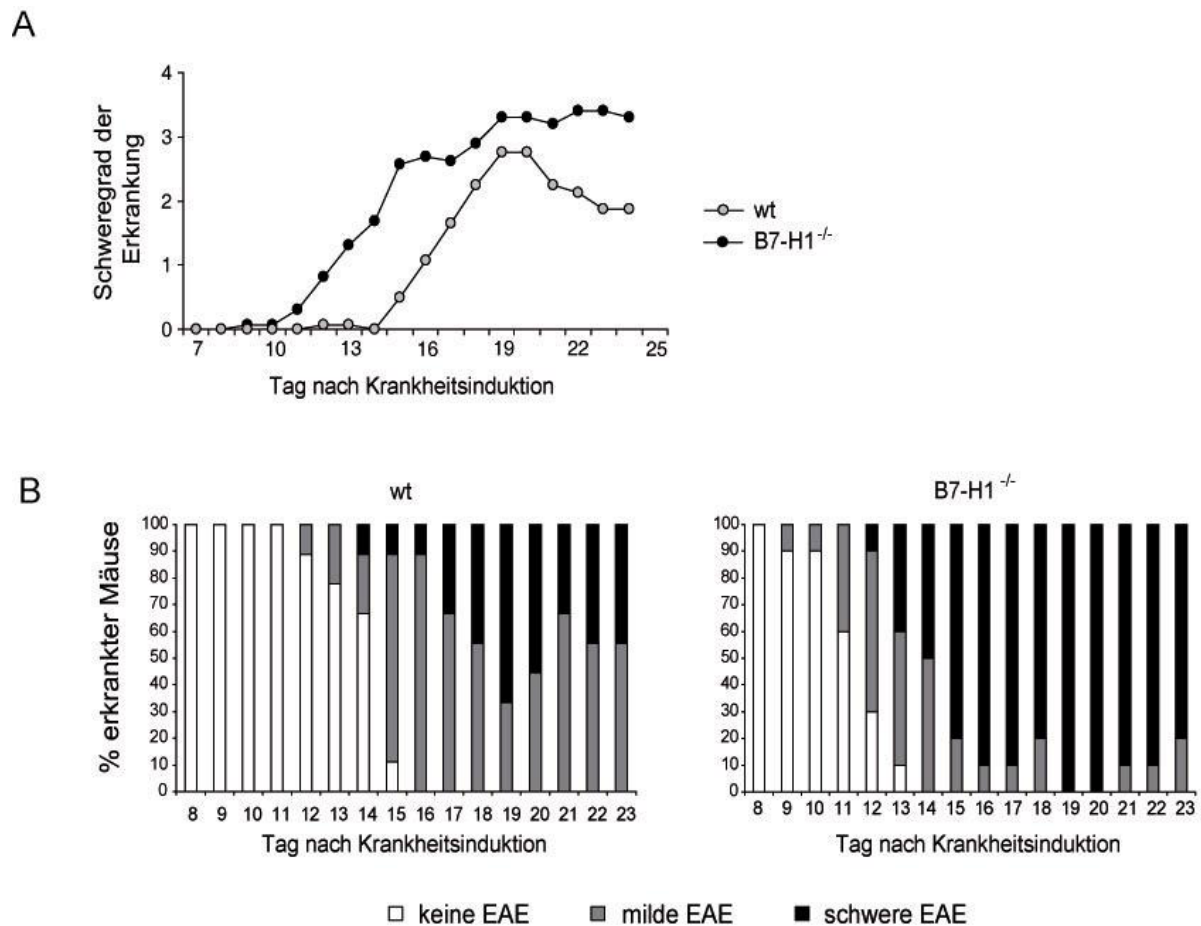 A
Schweregrad der
Erkrankung
4
3
2
1
0
7 10 13 16 19 22 25
Tag nach Krankheitsinduktion
wt
B7-H1-/-
B
wt
% erkrankter Mäuse
100
90
80
70
60
50
40
30
20
10
0
8 9 10 11 12 13 14 15 16 17 18 19 20 21 22 23
Tag nach Krankheitsinduktion
B7-H1 -/-
100
90
80
70
60
50
40
30
20
10
0
8 9 10 11 12 13 14 15 16 17 18 19 20 21 22 23
Tag nach Krankheitsinduktion
keine EAE milde EAE schwere EAE